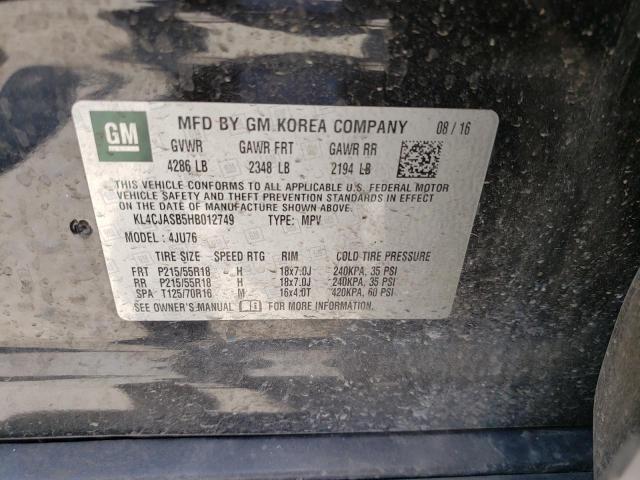 GM MFD BY GM KOREA COMPANY 08/16
GVWR GAWR FRT GAWR RR
4286 LB 2348 LB 2194 LB
THIS VEHICLE CONFORMS TO ALL APPLICABLE U.S. FEDERAL MOTOR
VEHICLE SAFETY AND THEFT PREVENTION STANDARDS IN EFFECT
ON THE DATE OF MANUFACTURE SHOWN ABOVE.
KL4CJASB5HB012749 TYPE: MPV
MODEL: 4JU76
TIRE SIZE SPEED RTG RIM COLD TIRE PRESSURE
FRT P215/55R18 H 18x7.0J 240KPA, 35 PSI
RR P215/55R18 H 18x7.0J 240KPA, 35 PSI
SPA T125/70R16 M 16x4.0T 420KPA, 60 PSI
SEE OWNER'S MANUAL FOR MORE INFORMATION.